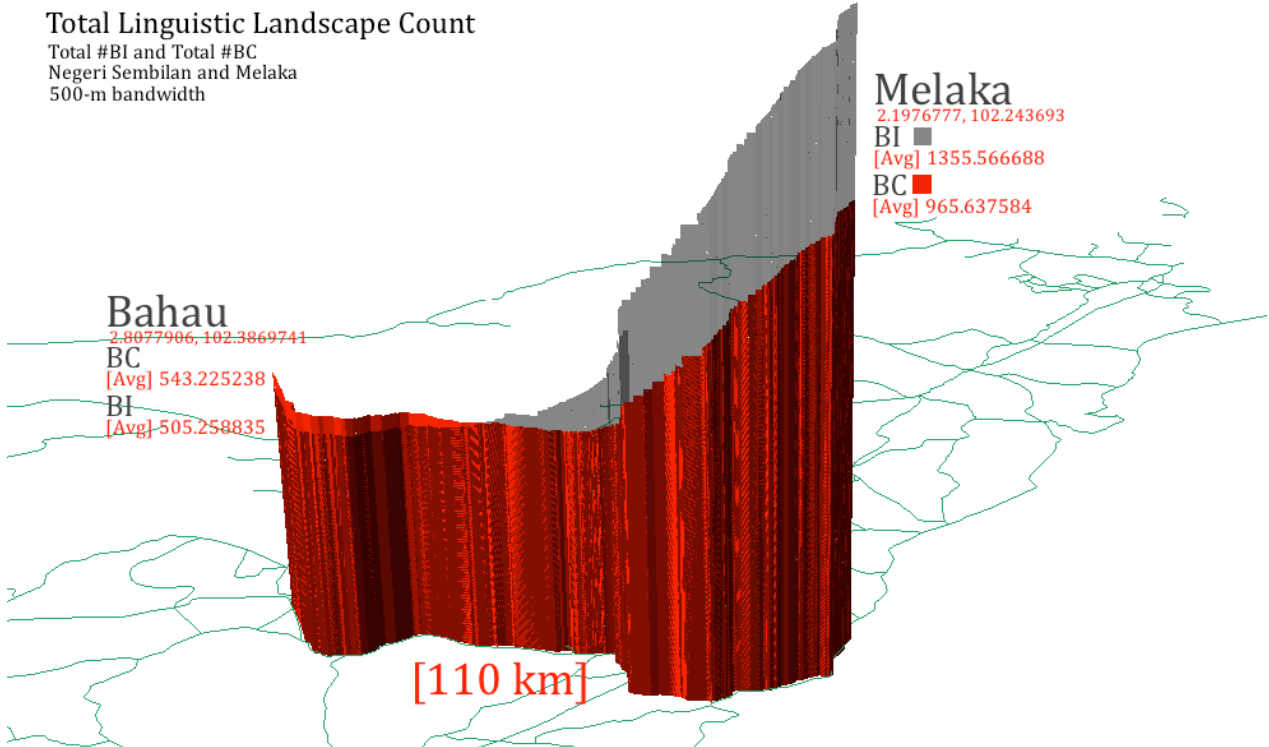 Total Linguistic Landscape Count
Total #BI and Total #BC
Negeri Sembilan and Melaka
500-m bandwidth
Melaka
2.1976777, 102.243693
BI
[Avg] 1355.566688
BC
[Avg] 965.637584
Bahau
2.8077906, 102.3869741
BC
[Avg] 543.225238
BI
[Avg] 505.258835
[110 km]